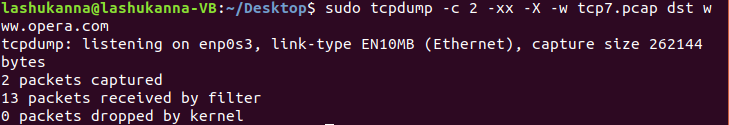 lashukanna@lashukanna-VB:~/Desktop$ sudo tcpdump -c 2 -xx -X -w tcp7.pcap dst w
ww.opera.com
tcpdump: listening on enp0s3, link-type EN10MB (Ethernet), capture size 262144
bytes
2 packets captured
13 packets received by filter
0 packets dropped by kernel